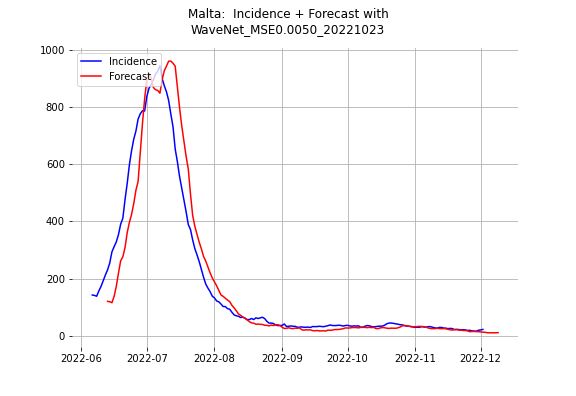 Malta:  Incidence + Forecast with
WaveNet_MSE0.0050_20221023
Incidence
Forecast
1000
800
600
400
200
0
2022-06 2022-07 2022-08 2022-09 2022-10 2022-11 2022-12